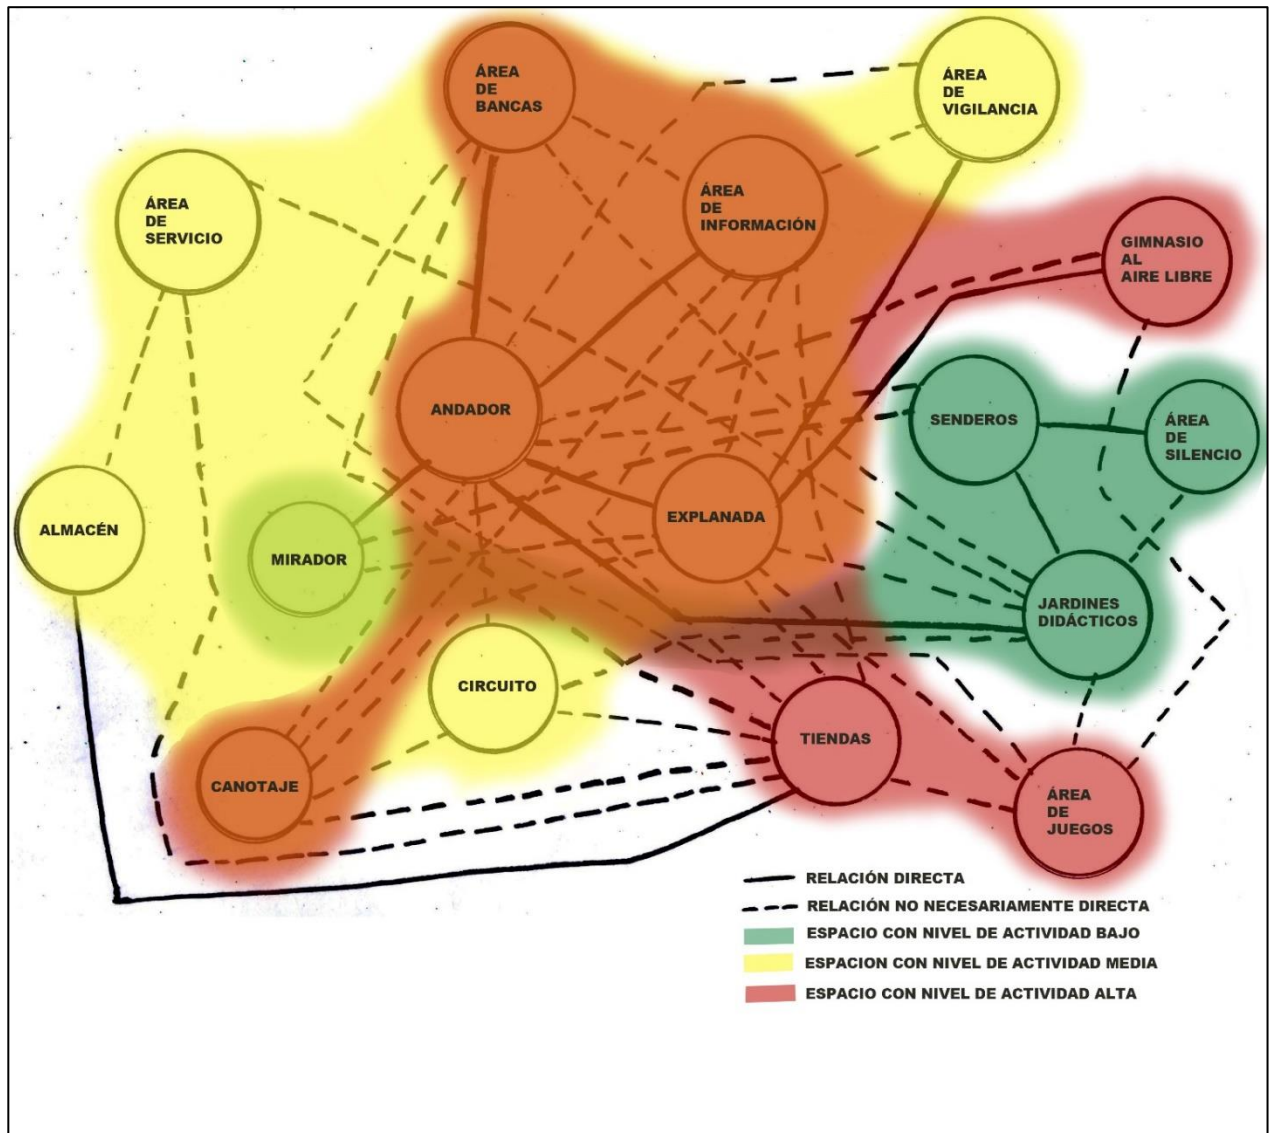 ÁREA
DE
BANCAS
ÁREA
DE
VIGILANCIA
ÁREA
DE
SERVICIO
ÁREA
DE
INFORMACIÓN
GIMNASIO
AL
AIRE LIBRE
ANDADOR
SENDEROS
ÁREA
DE
SILENCIO
ALMACÉN
MIRADOR
EXPLANADA
JARDINES
DIDÁCTICOS
CIRCUITO
TIENDAS
CANOTAJE
ÁREA
DE
JUEGOS
RELACIÓN DIRECTA
RELACIÓN NO NECESARIAMENTE DIRECTA
ESPACIO CON NIVEL DE ACTIVIDAD BAJO
ESPACION CON NIVEL DE ACTIVIDAD MEDIA
ESPACIO CON NIVEL DE ACTIVIDAD ALTA